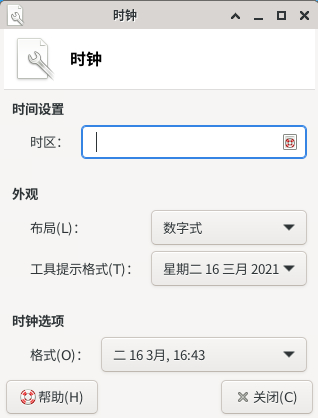 时钟
时钟
时间设置
时区：
外观
布局(L)： 数字式
工具提示格式(T)： 星期二 16 三月 2021
时钟选项
格式(O)： 二 16 3月, 16:43
帮助(H) 关闭(C)